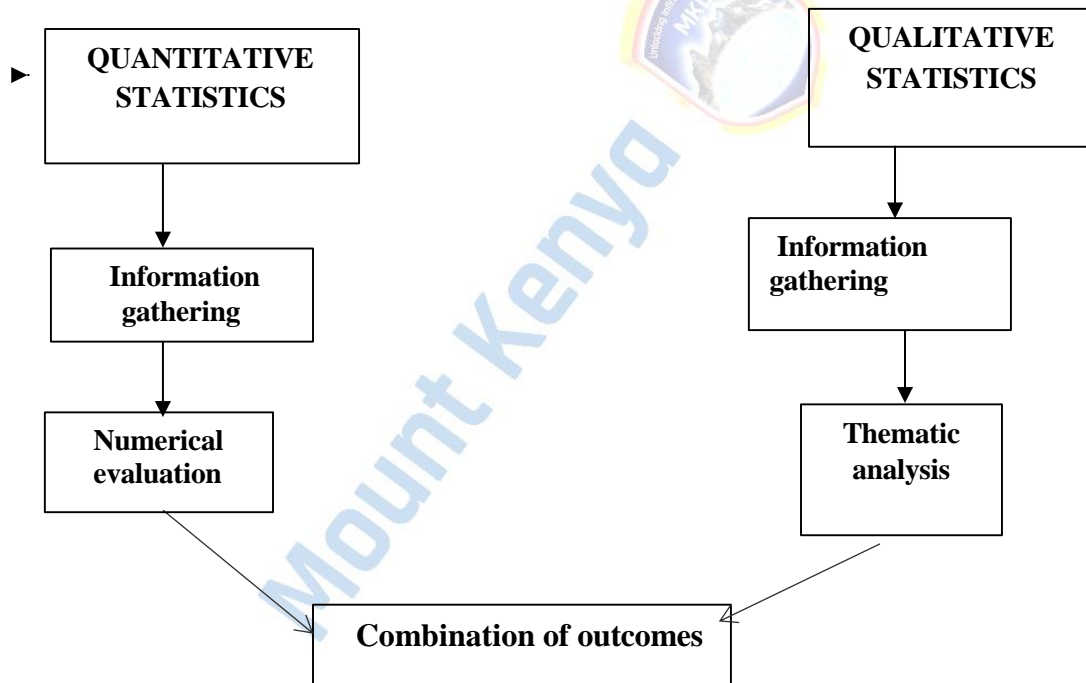 QUANTITATIVE
STATISTICS
Information
gathering
Numerical
evaluation
QUALITATIVE
STATISTICS
Information
gathering
Thematic
analysis
Combination of outcomes
Mount Kenya